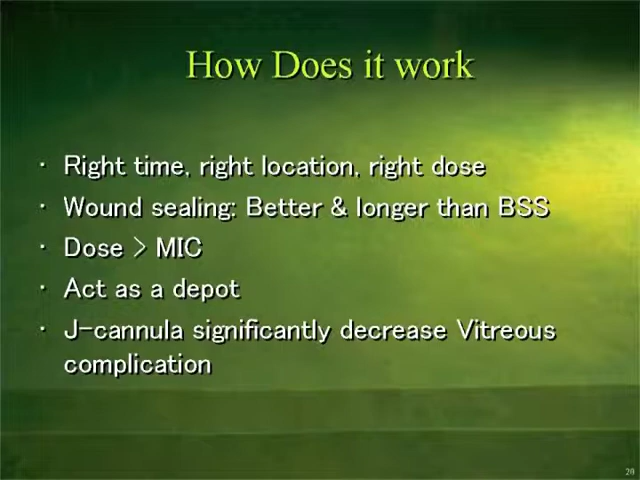 How Does it work
· Right time, right location, right dose
· Wound sealing: Better & longer than BSS
· Dose > MIC
· Act as a depot
· J-cannula significantly decrease Vitreous
complication
20